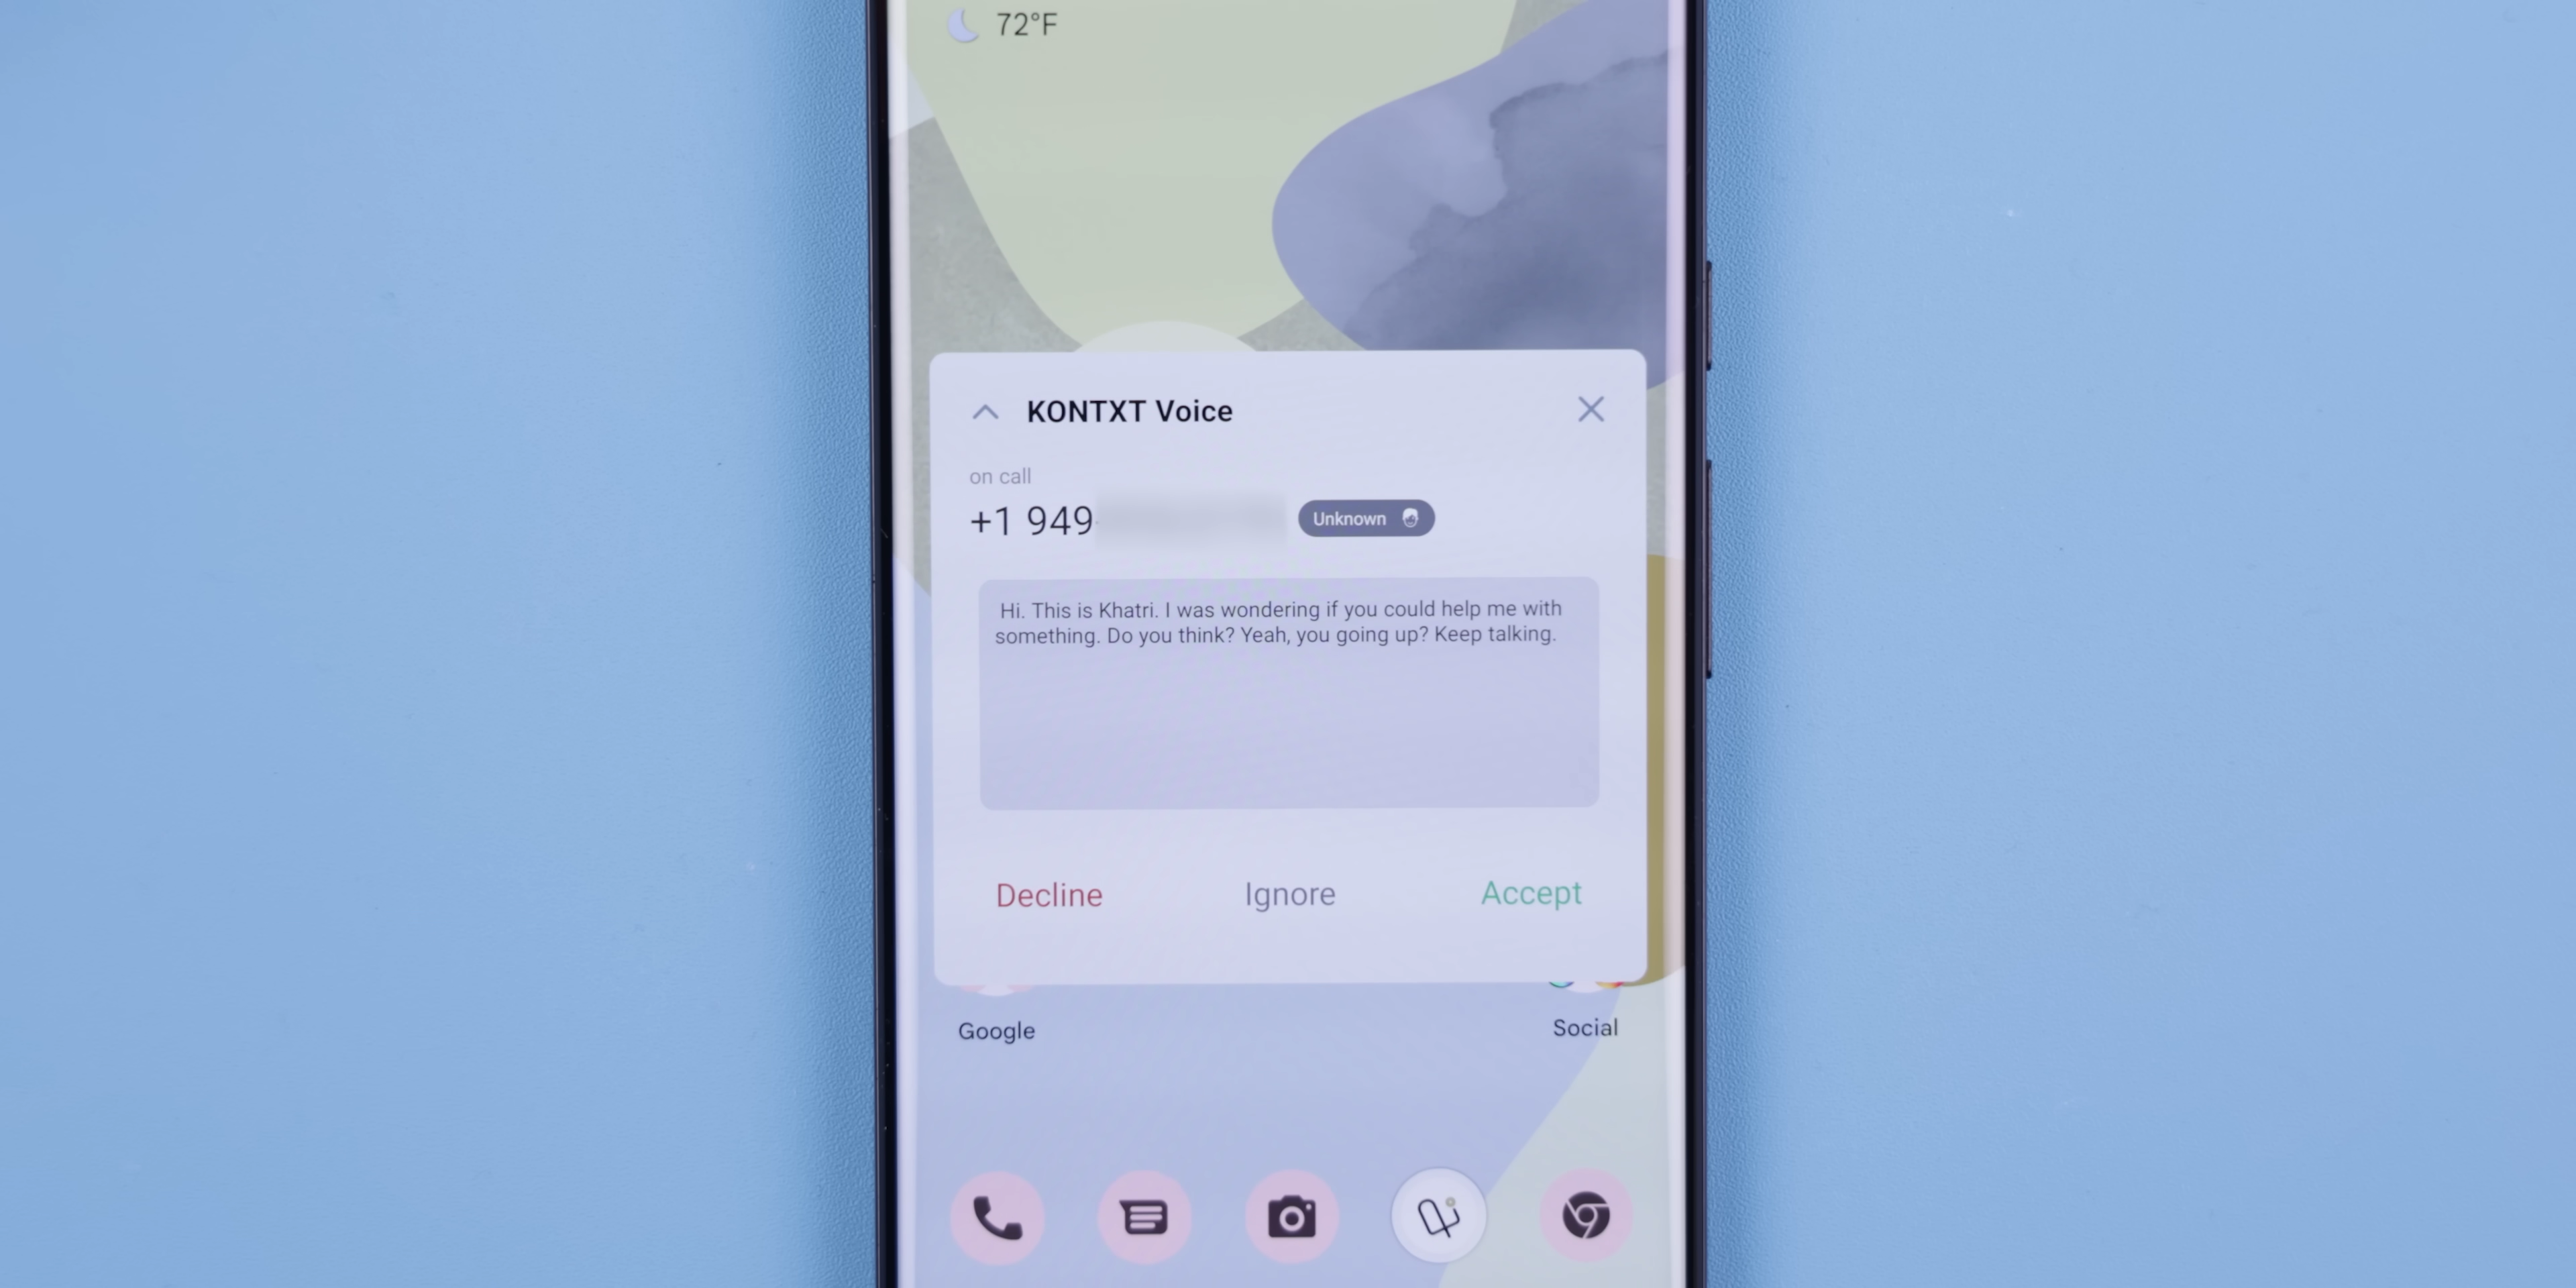 72°F
KONTXT Voice
on call
+1 949
Unknown
Hi. This is Khatri. I was wondering if you could help me with
something. Do you think? Yeah, you going up? Keep talking.
Decline Ignore Accept
Google Social